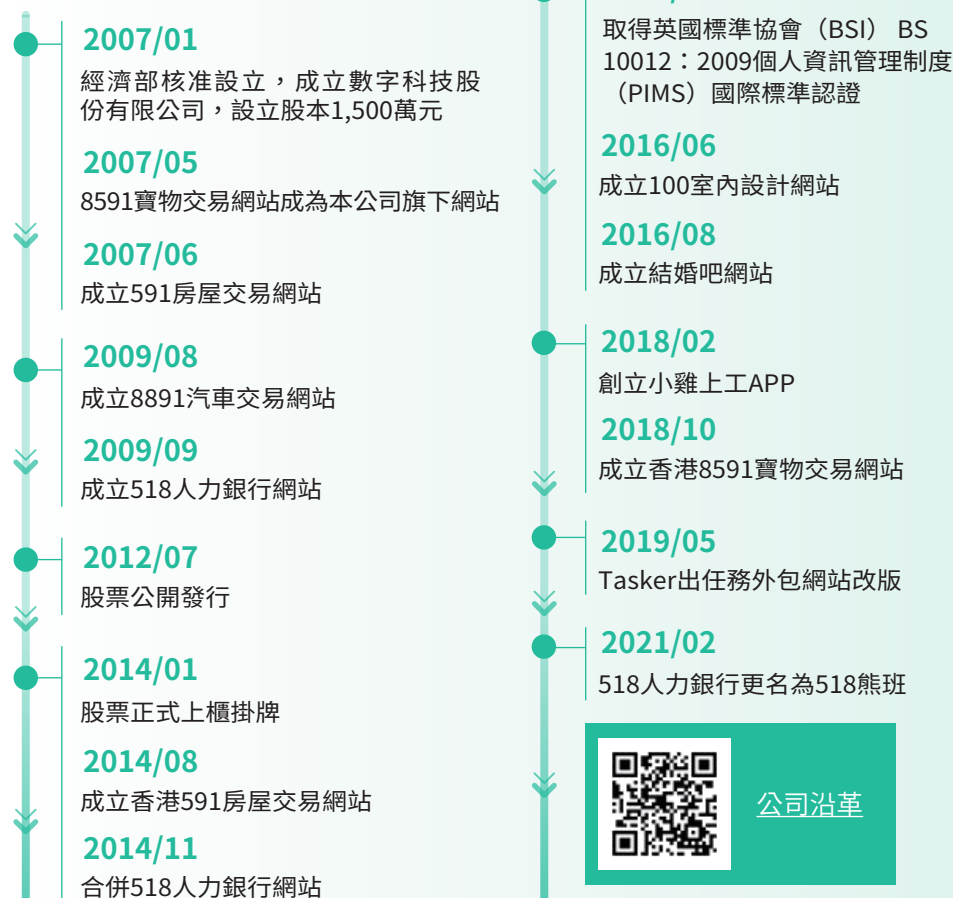 2007/01
經濟部核准設立，成立數字科技股
份有限公司，設立股本1,500萬元
2007/05
8591寶物交易網站成為本公司旗下網站
2007/06
成立591房屋交易網站
2009/08
成立8891汽車交易網站
2009/09
成立518人力銀行網站
2012/07
股票公開發行
2014/01
股票正式上櫃掛牌
2014/08
成立香港591房屋交易網站
2014/11
合併518人力銀行網站
取得英國標準協會（BSI） BS
10012：2009個人資訊管理制度
（PIMS）國際標準認證
2016/06
成立100室內設計網站
2016/08
成立結婚吧網站
2018/02
創立小雞上工APP
2018/10
成立香港8591寶物交易網站
2019/05
Tasker出任務外包網站改版
2021/02
518人力銀行更名為518熊班
公司沿革